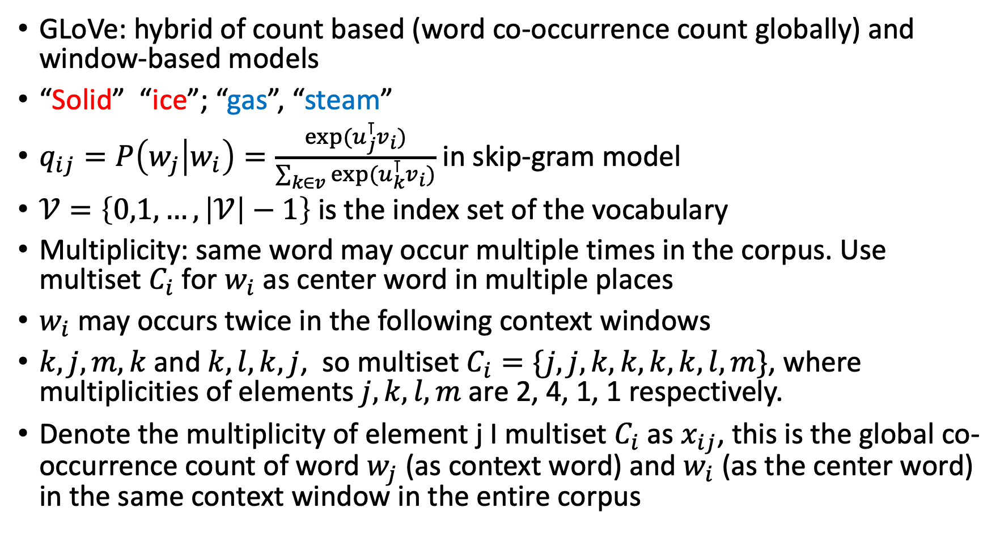 • GLoVe: hybrid of count based (word co-occurrence count globally) and
window-based models
• “Solid” “ice”; “gas”, “steam”
• $q_{ij} = P(w_j|w_i) = \frac{\exp(u_j^\intercal v_i)}{\sum_{k \in v} \exp(u_k^\intercal v_i)}$ in skip-gram model
• $\mathcal{V} = \{0,1, \ldots, |\mathcal{V}| - 1\}$ is the index set of the vocabulary
• Multiplicity: same word may occur multiple times in the corpus. Use
multiset $C_i$ for $w_i$ as center word in multiple places
• $w_i$ may occurs twice in the following context windows
• $k, j, m, k$ and $k, l, k, j,$ so multiset $C_i = \{j, j, k, k, k, k, l, m\}$, where
multiplicities of elements $j, k, l, m$ are 2, 4, 1, 1 respectively.
• Denote the multiplicity of element j I multiset $C_i$ as $x_{ij}$, this is the global co-
occurrence count of word $w_j$ (as context word) and $w_i$ (as the center word)
in the same context window in the entire corpus